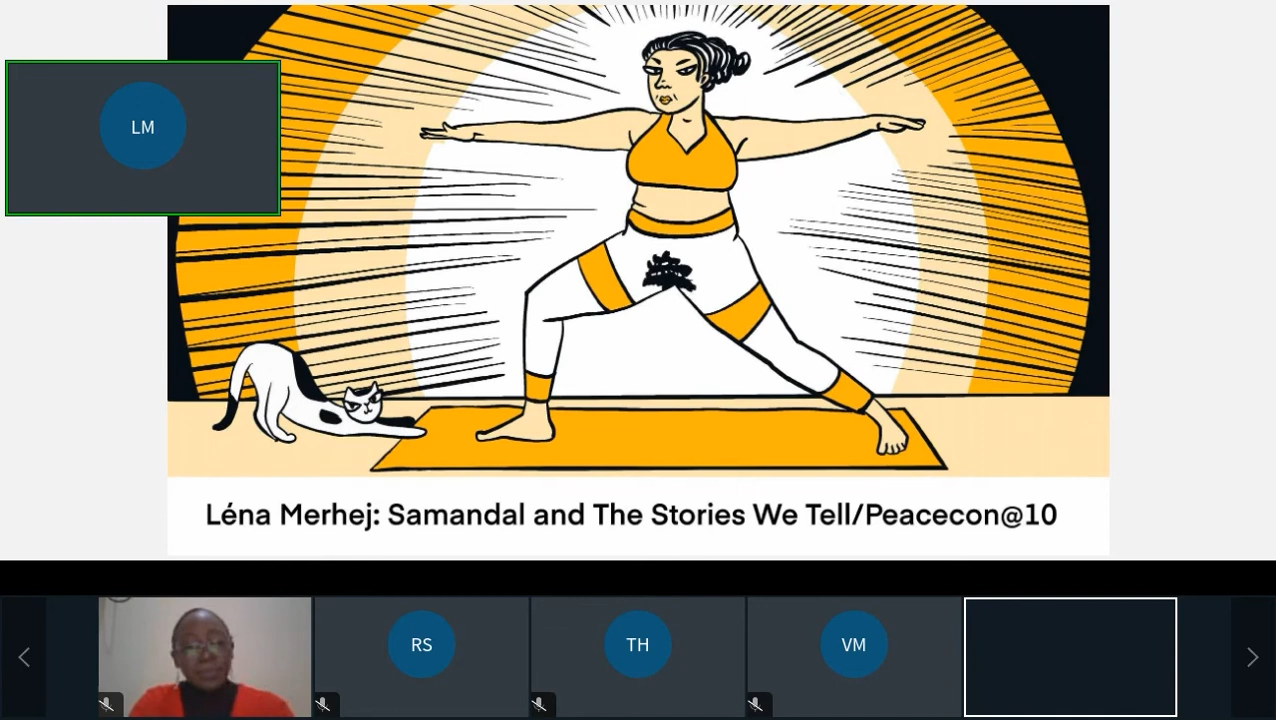 LM
Léna Merhej: Samandal and The Stories We Tell/Peacecon@10
RS
TH
VM